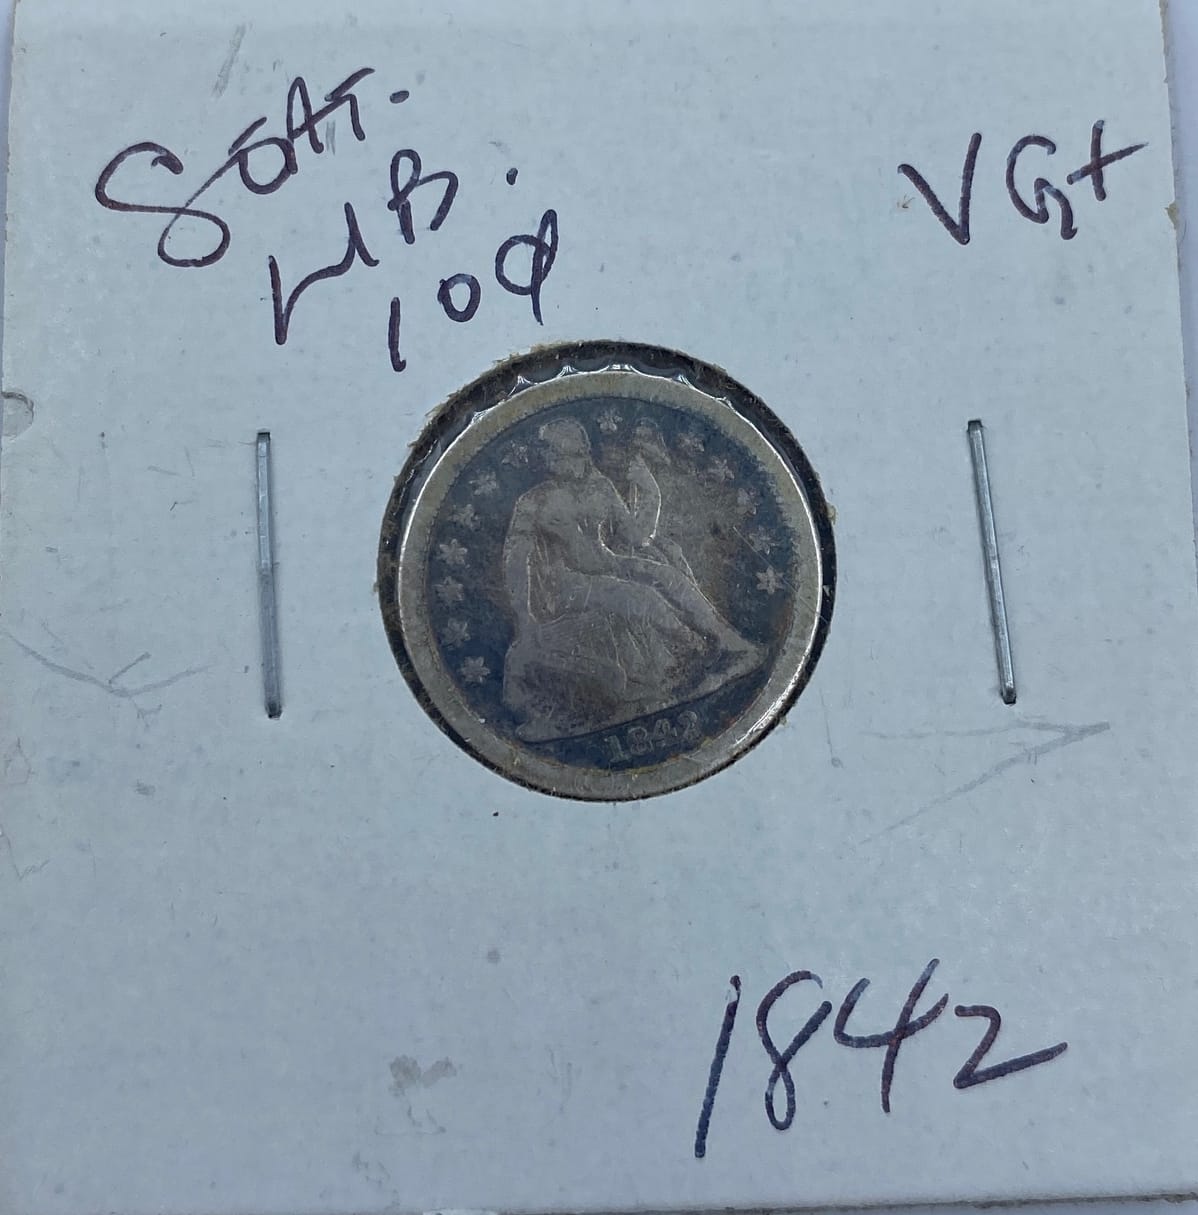 SEAT.
LIB.
10¢
VG+
1842
1842